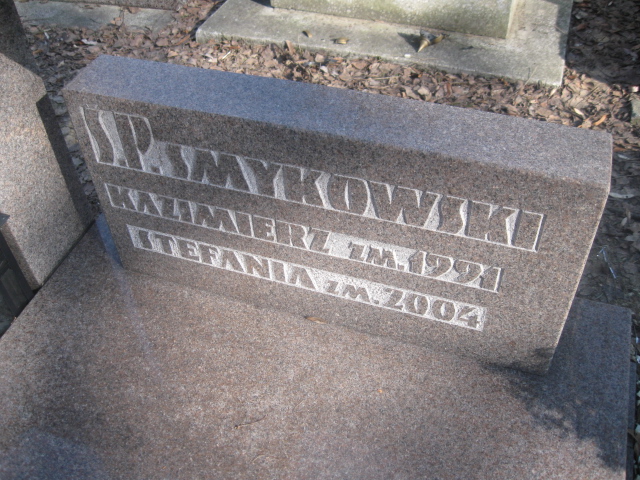 S.P. SMYKOWSKI
KAZIMIERZ zm. 1991
STEFANIA zm. 2004